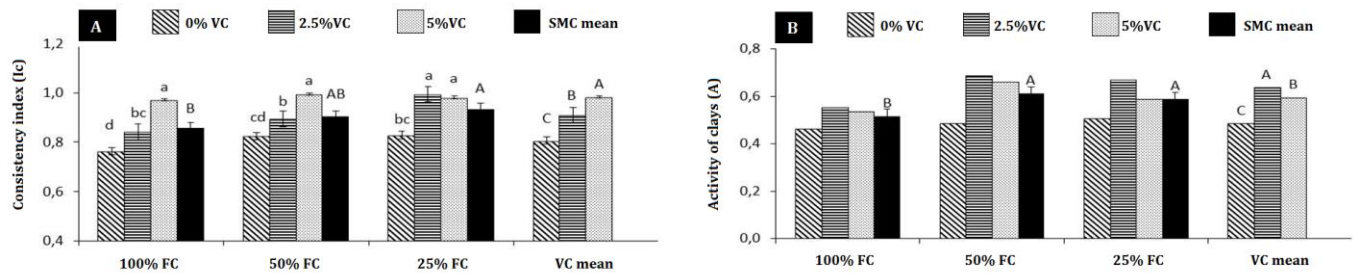 A 0% VC 2.5%VC 5%VC SMC mean
Consistency index (Ic)
1,2
1,0
0,8
0,6
0,4
d bc a B
cd b a AB
bc a a A
C B A
100% FC 50% FC 25% FC VC mean
B 0% VC 2.5%VC 5%VC SMC mean
Activity of clays (A)
0,8
0,6
0,4
0,2
0,0
B
A
A
C A B
100% FC 50% FC 25% FC VC mean